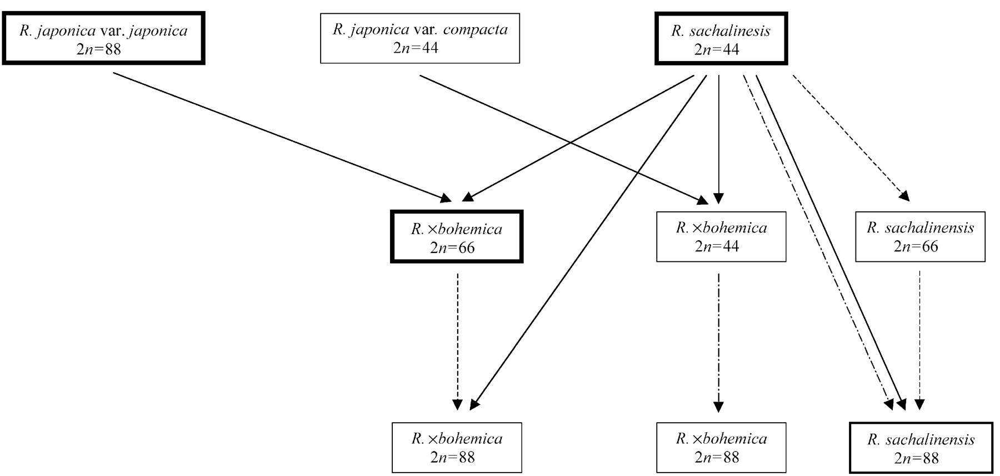 R. japonica var. japonica
2n=88
R. japonica var. compacta
2n=44
R. sachalinesis
2n=44
R. ×bohemica
2n=66
R. ×bohemica
2n=44
R. sachalinensis
2n=66
R. ×bohemica
2n=88
R. ×bohemica
2n=88
R. sachalinensis
2n=88